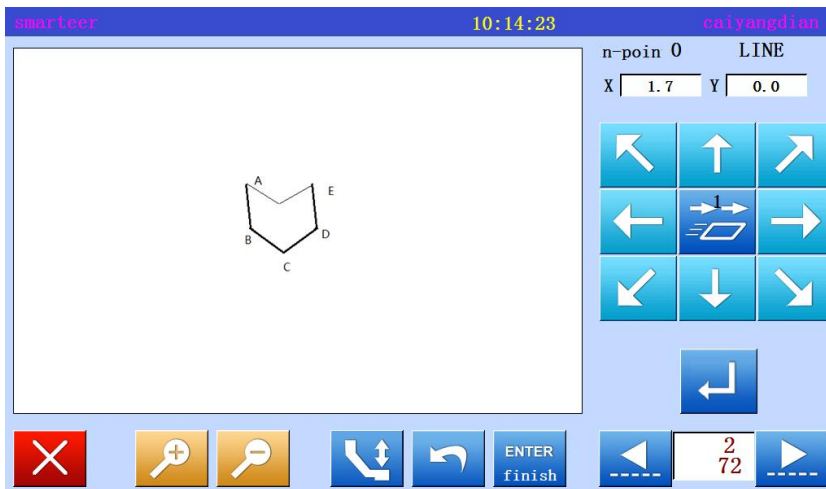 smarteer 10:14:23 caiyangdian
n-poin 0 LINE
X 1.7 Y 0.0
A
E
1
B
D
C
ENTER
finish
2
72